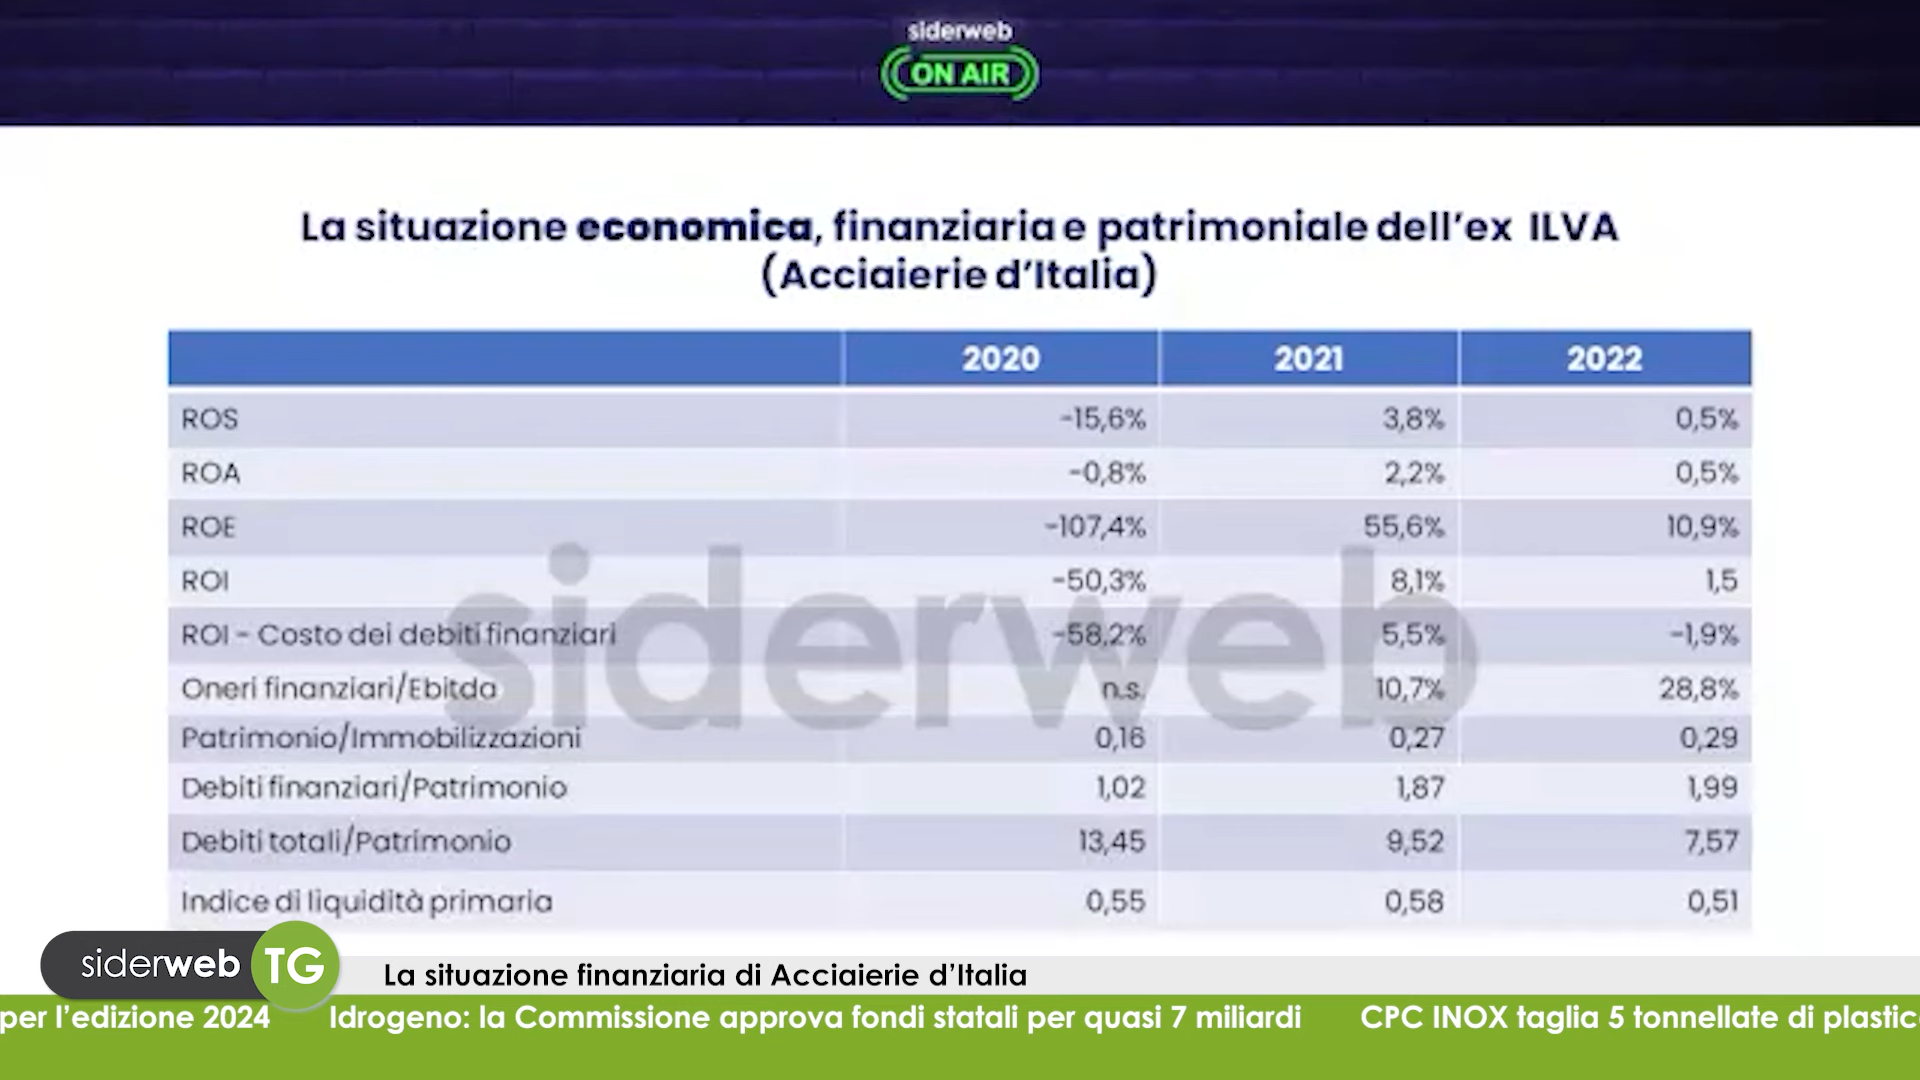 siderweb
ON AIR
La situazione economica, finanziaria e patrimoniale dell’ex ILVA
(Acciaierie d’Italia)
2020 2021 2022
ROS -15,6% 3,8% 0,5%
ROA -0,8% 2,2% 0,5%
ROE -107,4% 55,6% 10,9%
ROI -50,3% 8,1% 1,5
ROI - Costo dei debiti finanziari -58,2% 5,5% -1,9%
Oneri finanziari/Ebitda n.s. 10,7% 28,8%
Patrimonio/Immobilizzazioni 0,16 0,27 0,29
Debiti finanziari/Patrimonio 1,02 1,87 1,99
Debiti totali/Patrimonio 13,45 9,52 7,57
Indice di liquidità primaria 0,55 0,58 0,51
siderweb
siderweb TG
La situazione finanziaria di Acciaierie d’Italia
per l’edizione 2024 Idrogeno: la Commissione approva fondi statali per quasi 7 miliardi CPC INOX taglia 5 tonnellate di plastic